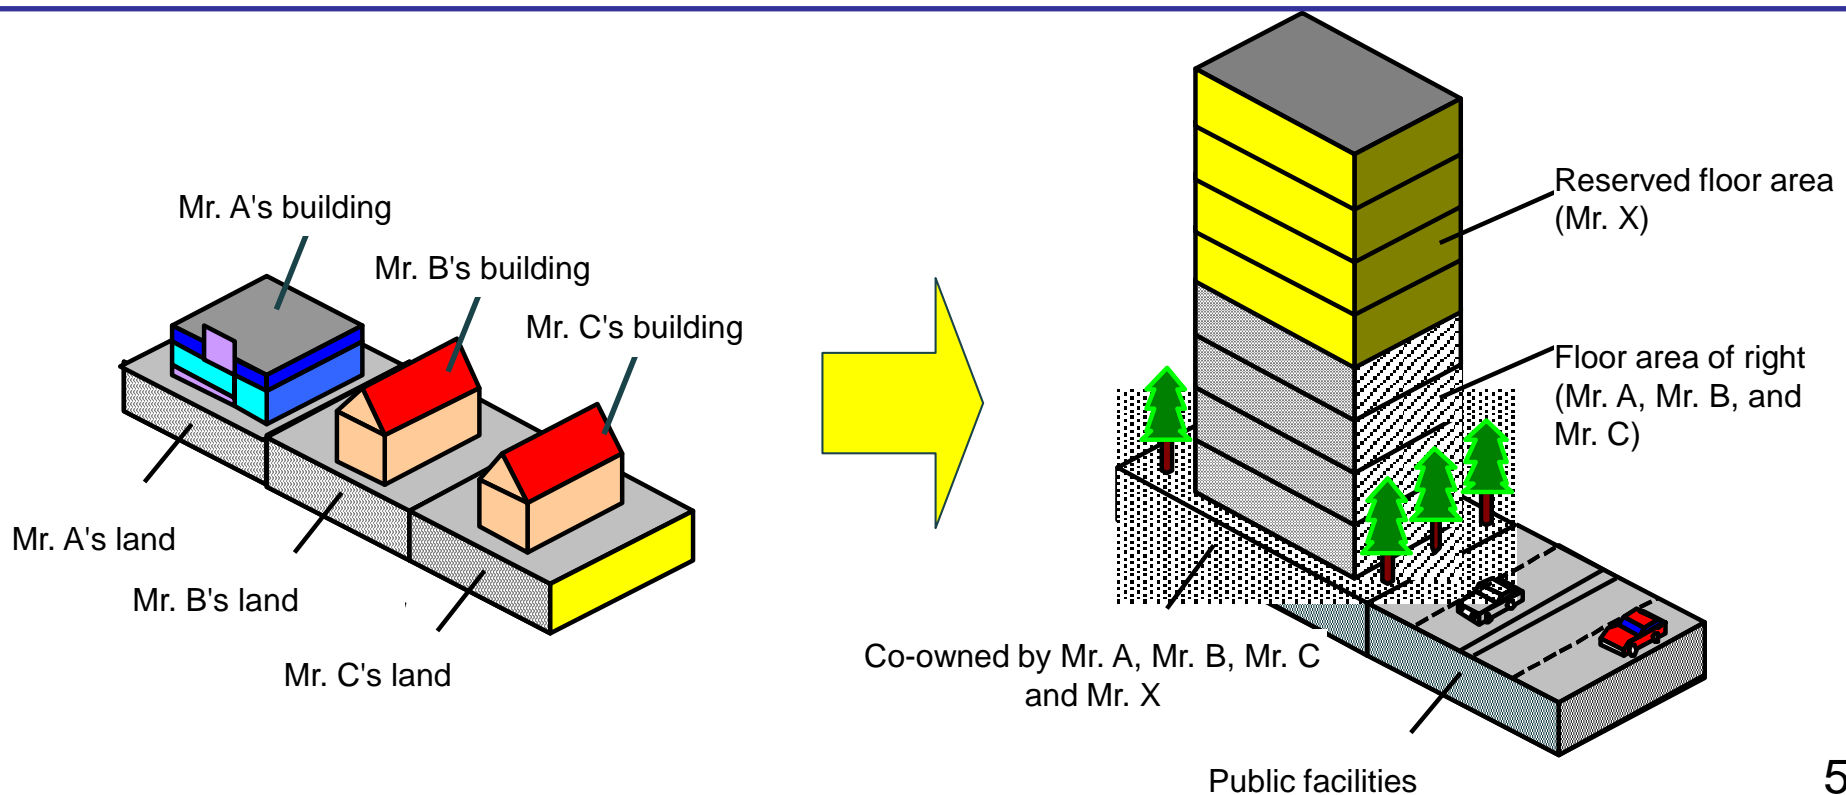 Mr. A's building
Mr. B's building
Mr. C's building
Mr. A's land
Mr. B's land
Mr. C's land
Reserved floor area
(Mr. X)
Floor area of right
(Mr. A, Mr. B, and
Mr. C)
Co-owned by Mr. A, Mr. B, Mr. C
and Mr. X
Public facilities
5